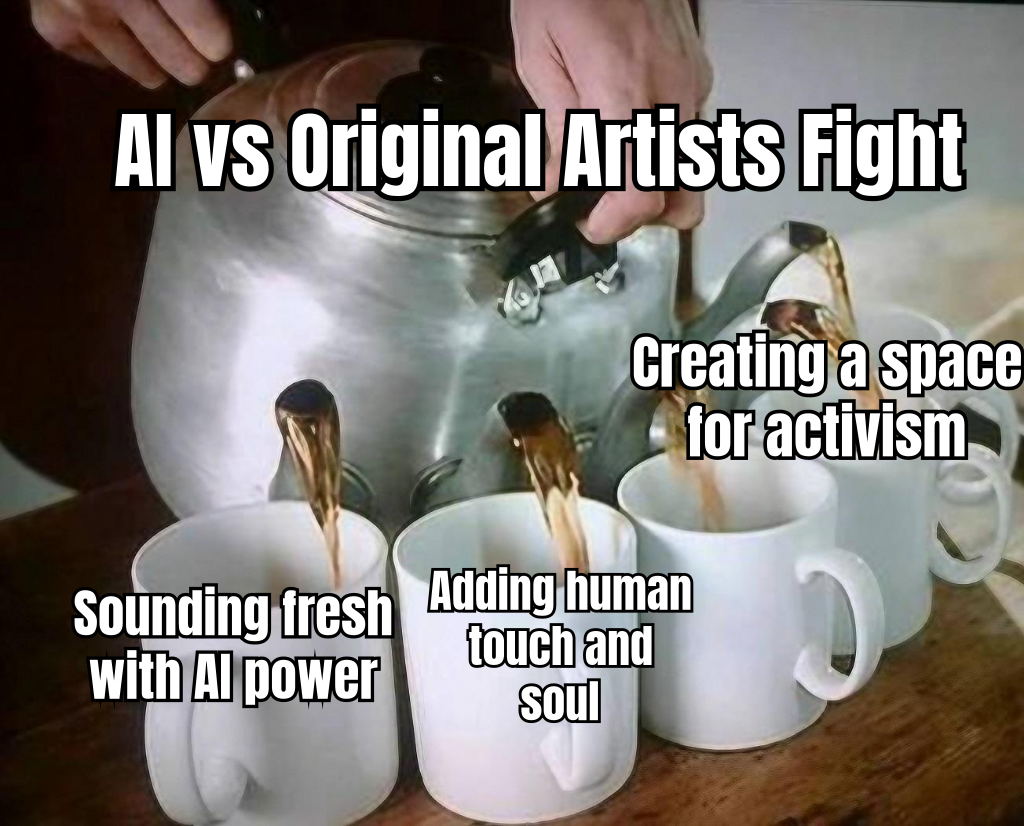 AI vs Original Artists Fight
Creating a space
for activism
Sounding fresh
with AI power
Adding human
touch and
soul